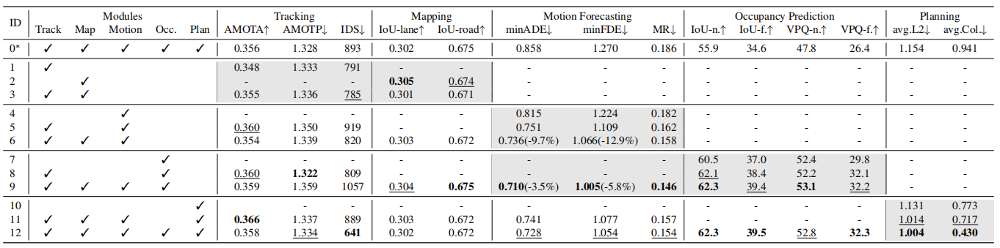 ID Modules Tracking Mapping Motion Forecasting Occupancy Prediction Planning
Track Map Motion Occ. Plan AMOTA↑ AMOTP↓ IDS↓ IoU-lane↑ IoU-road↑ minADE↓ minFDE↓ MR↓ IoU-n.↑ IoU-f.↑ VPQ-n.↑ VPQ-f.↑ avg.L2↓ avg.Col.↓
0* ✓ ✓ ✓ ✓ ✓ 0.356 1.328 893 0.302 0.675 0.858 1.270 0.186 55.9 34.6 47.8 26.4 1.154 0.941
1 ✓ 0.348 1.333 791 - - - - - - - - - - -
2 ✓ - - - 0.305 0.674 - - - - - - - - -
3 ✓ ✓ 0.355 1.336 785 0.301 0.671 - - - - - - - - -
4 ✓ - - - - - 0.815 1.224 0.182 - - - - - -
5 ✓ ✓ 0.360 1.350 919 - - 0.751 1.109 0.162 - - - - - -
6 ✓ ✓ ✓ 0.354 1.339 820 0.303 0.672 0.736(-9.7%) 1.066(-12.9%) 0.158 - - - - - -
7 ✓ - - - - - - - - 60.5 37.0 52.4 29.8 - -
8 ✓ ✓ 0.360 1.322 809 - - - - - 62.1 38.4 52.2 32.1 - -
9 ✓ ✓ ✓ ✓ 0.359 1.359 1057 0.304 0.675 0.710(-3.5%) 1.005(-5.8%) 0.146 62.3 39.4 53.1 32.2 - -
10 ✓ - - - - - - - - - - - - 1.131 0.773
11 ✓ ✓ ✓ ✓ 0.366 1.337 889 0.303 0.672 0.741 1.077 0.157 - - - - 1.014 0.717
12 ✓ ✓ ✓ ✓ ✓ 0.358 1.334 641 0.302 0.672 0.728 1.054 0.154 62.3 39.5 52.8 32.3 1.004 0.430